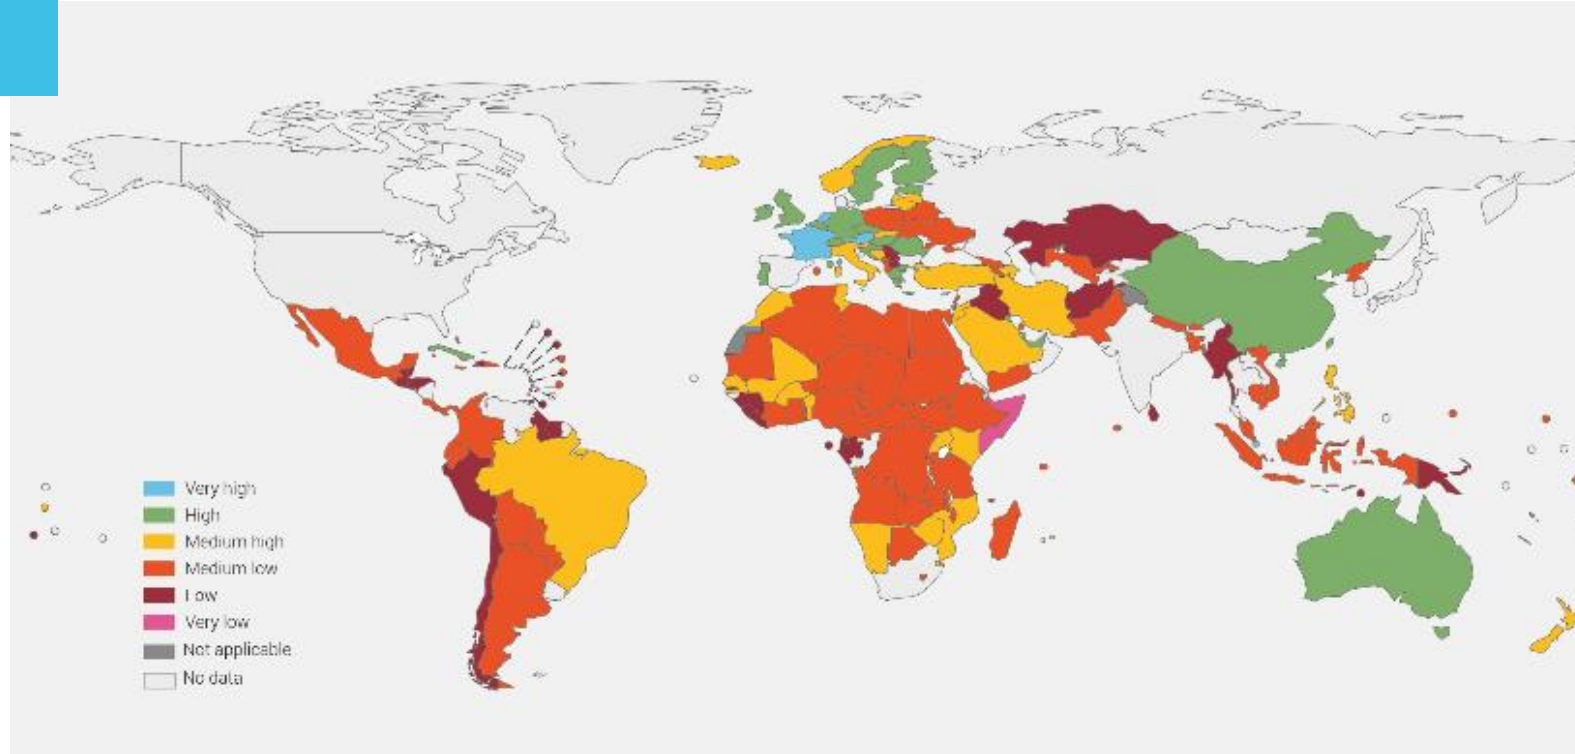 Very high
High
Medium high
Medium low
Low
Very low
Not applicable
No data